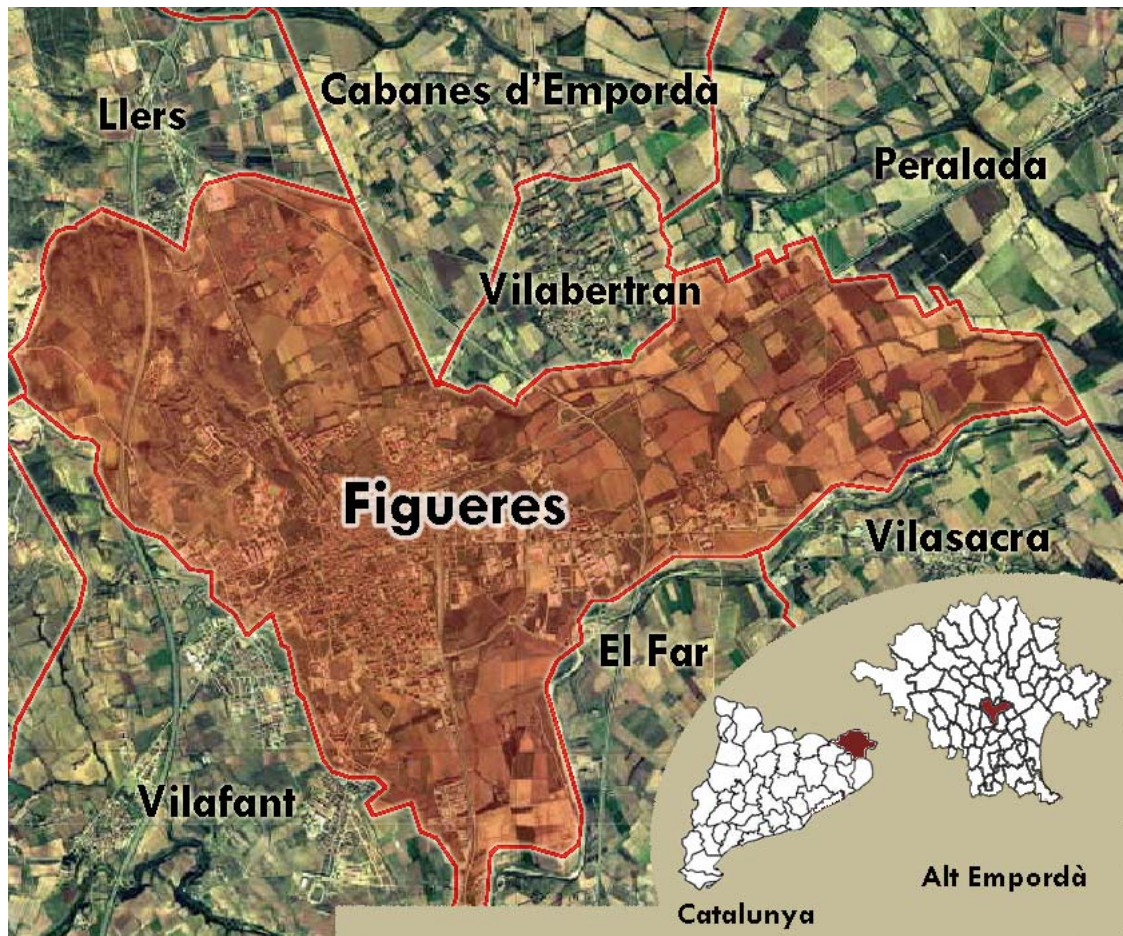 Cabanes d'Empordà
Llers
Peralada
Vilabertran
Figueres
Vilasacra
El Far
Vilafant
Alt Empordà
Catalunya